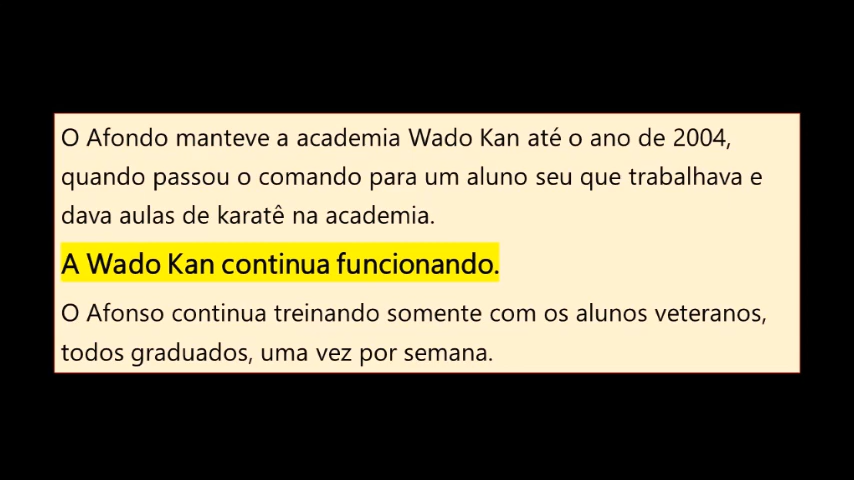 O Afondo manteve a academia Wado Kan até o ano de 2004,
quando passou o comando para um aluno seu que trabalhava e
dava aulas de karatê na academia.
A Wado Kan continua funcionando.
O Afonso continua treinando somente com os alunos veteranos,
todos graduados, uma vez por semana.